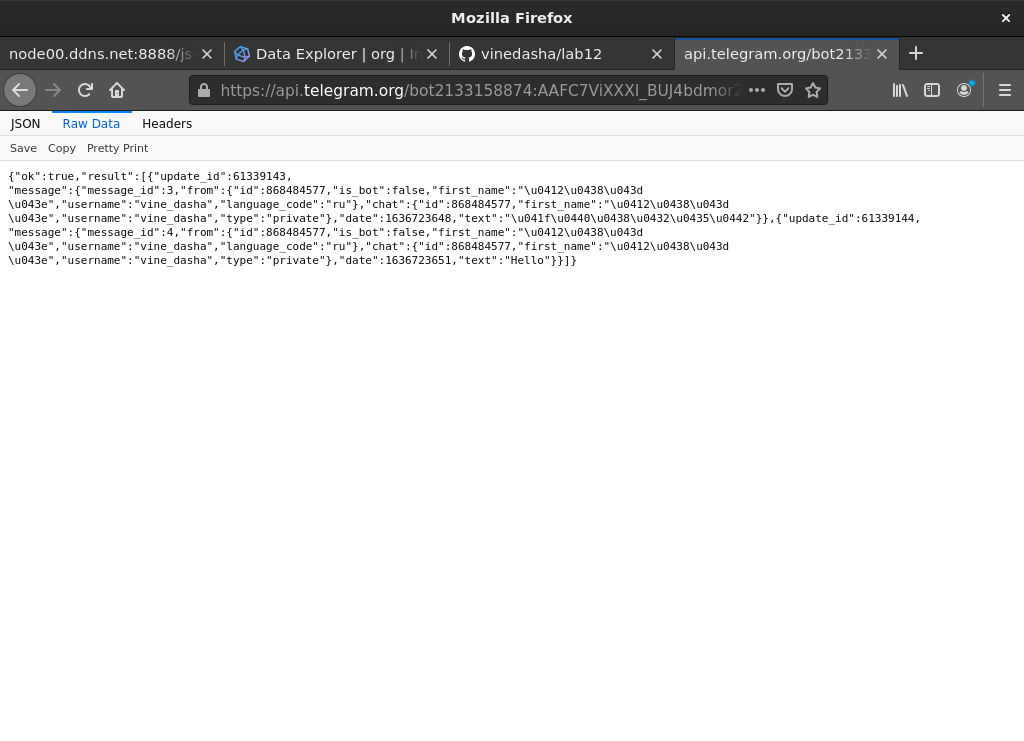 Mozilla Firefox
node00.ddns.net:8888/js
Data Explorer | org | In
vinedasha/lab12
api.telegram.org/bot2133
https://api.telegram.org/bot2133158874:AAFC7ViXXXI_BUJ4bdmor2
JSON Raw Data Headers
Save Copy Pretty Print
{"ok":true,"result":[{"update_id":61339143,
"message":{"message_id":3,"from":{"id":868484577,"is_bot":false,"first_name":"\u0412\u0438\u043d
\u043e","username":"vine_dasha","language_code":"ru"},"chat":{"id":868484577,"first_name":"\u0412\u0438\u043d
\u043e","username":"vine_dasha","type":"private"},"date":1636723648,"text":"\u041f\u0440\u0438\u0432\u0435\u0442"}},{"update_id":61339144,
"message":{"message_id":4,"from":{"id":868484577,"is_bot":false,"first_name":"\u0412\u0438\u043d
\u043e","username":"vine_dasha","language_code":"ru"},"chat":{"id":868484577,"first_name":"\u0412\u0438\u043d
\u043e","username":"vine_dasha","type":"private"},"date":1636723651,"text":"Hello"}}]}